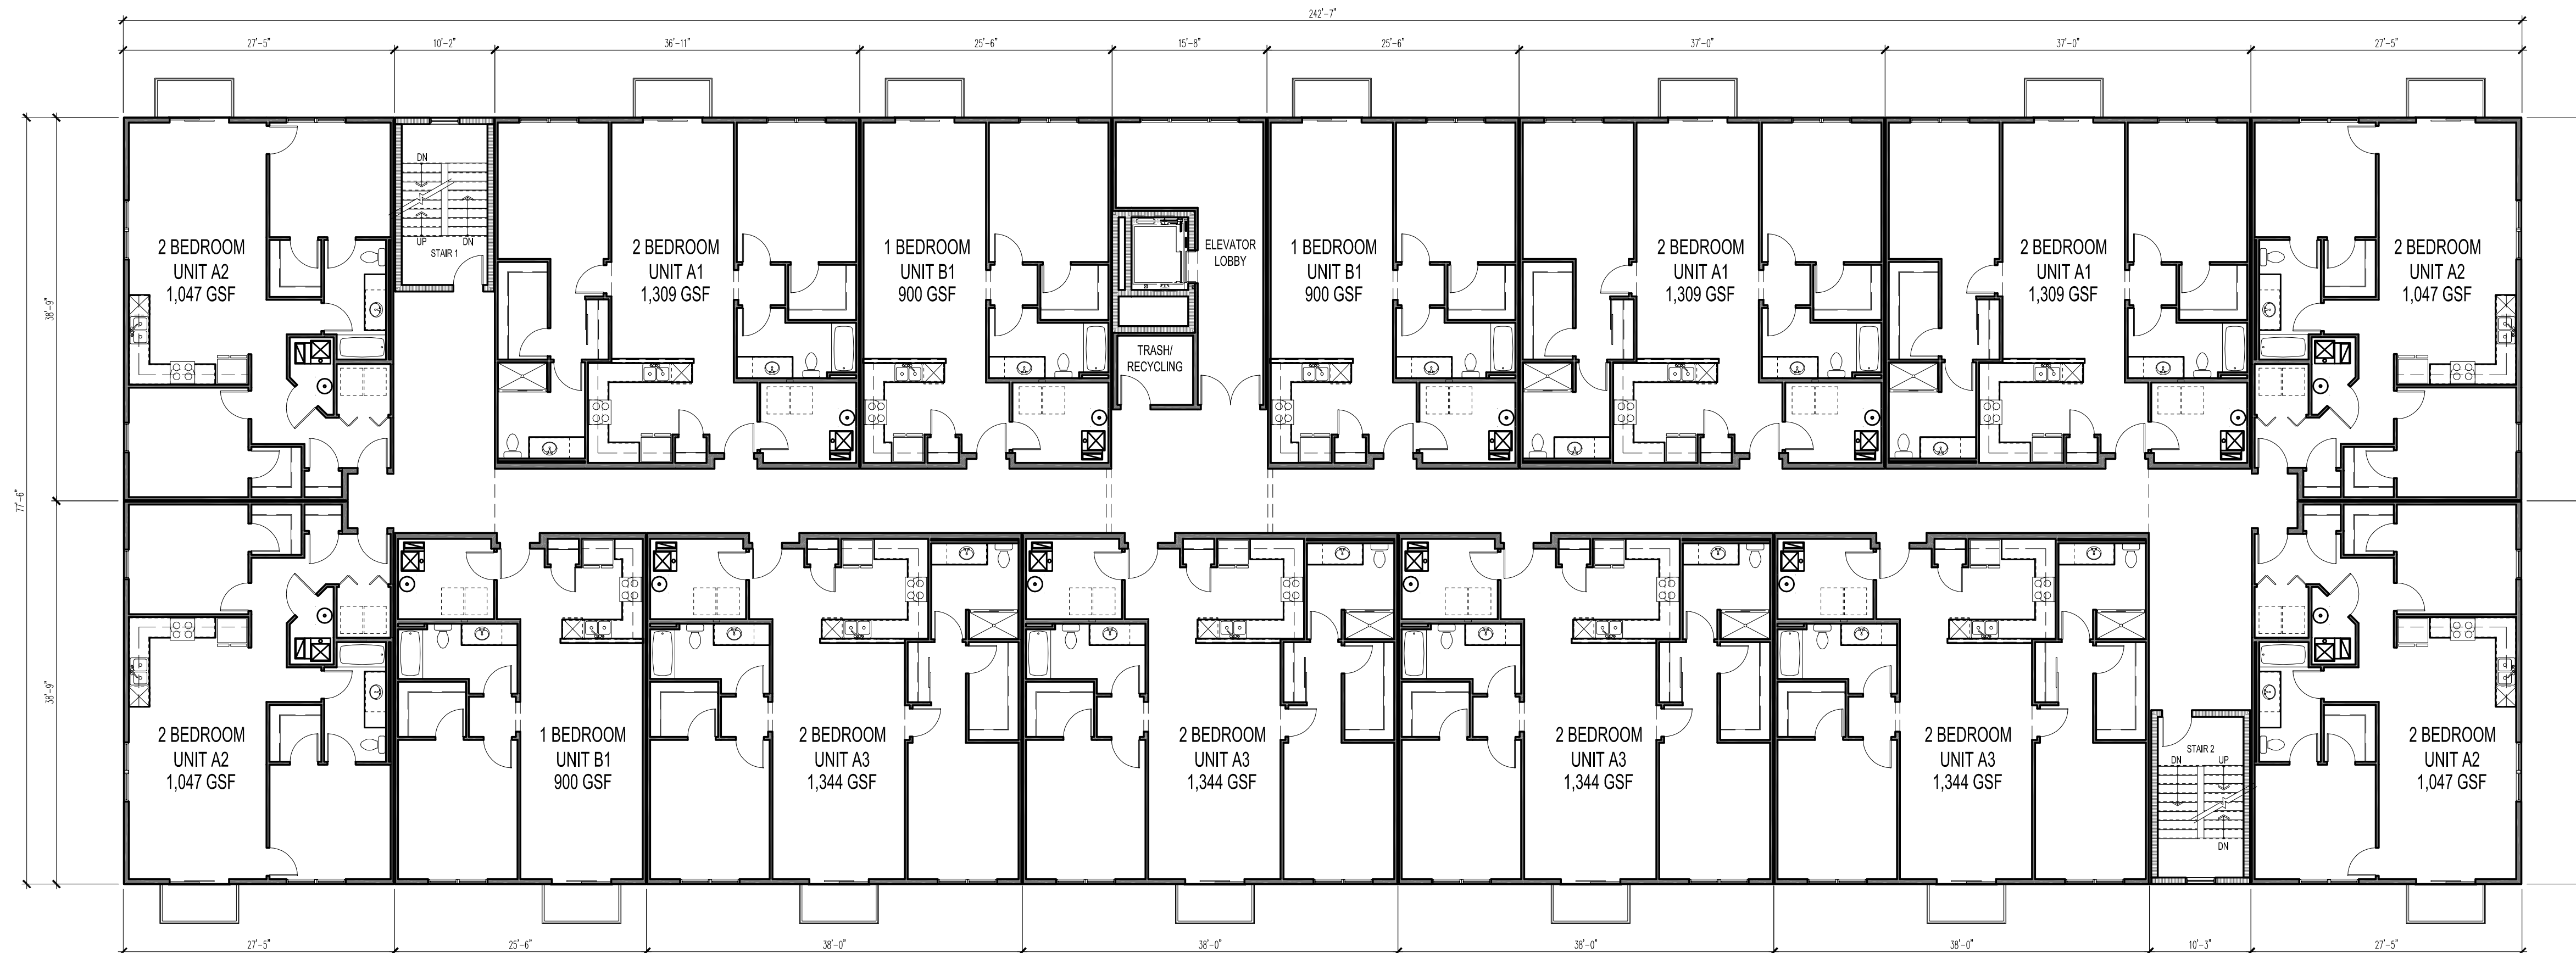 242'-7"
27'-5"
10'-2"
36'-11"
25'-6"
15'-8"
25'-6"
37'-0"
37'-0"
27'-5"
77'-6"
38'-9"
38'-9"
2 BEDROOM
UNIT A2
1,047 GSF
DN
UP
DN
STAIR 1
2 BEDROOM
UNIT A1
1,309 GSF
1 BEDROOM
UNIT B1
900 GSF
ELEVATOR
LOBBY
TRASH/
RECYCLING
1 BEDROOM
UNIT B1
900 GSF
2 BEDROOM
UNIT A1
1,309 GSF
2 BEDROOM
UNIT A1
1,309 GSF
2 BEDROOM
UNIT A2
1,047 GSF
2 BEDROOM
UNIT A2
1,047 GSF
1 BEDROOM
UNIT B1
900 GSF
2 BEDROOM
UNIT A3
1,344 GSF
2 BEDROOM
UNIT A3
1,344 GSF
2 BEDROOM
UNIT A3
1,344 GSF
2 BEDROOM
UNIT A3
1,344 GSF
STAIR 2
DN
UP
DN
2 BEDROOM
UNIT A2
1,047 GSF
27'-5"
25'-6"
38'-0"
38'-0"
38'-0"
38'-0"
10'-3"
27'-5"